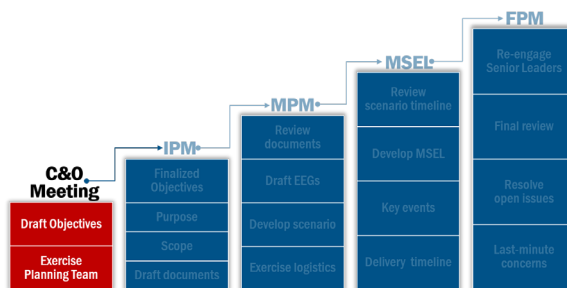 C&O
Meeting
Draft Objectives
Exercise
Planning Team
IPM
Finalized
Objectives
Purpose
Scope
Draft documents
MPM
Review
documents
Draft EEGs
Develop scenario
Exercise logistics
MSEL
Review
scenario timeline
Develop MSEL
Key events
Delivery timeline
FPM
Re-engage
Senior Leaders
Final review
Resolve
open issues
Last-minute
concerns